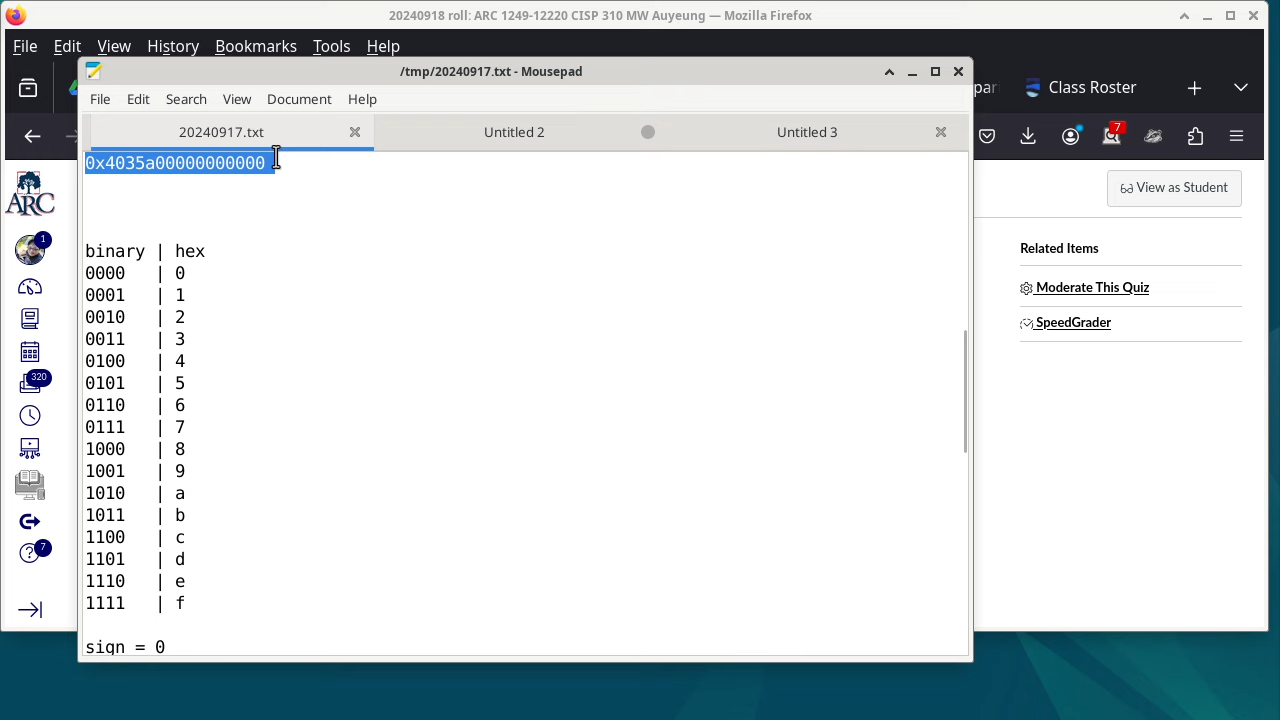 20240918 roll: ARC 1249-12220 CISP 310 MW Auyeung — Mozilla Firefox
File Edit View History Bookmarks Tools Help
/tmp/20240917.txt - Mousepad
Class Roster
File Edit Search View Document Help
20240917.txt
Untitled 2
Untitled 3
7
0x4035a00000000000
ARC
View as Student
1
320
7
Related Items
Moderate This Quiz
SpeedGrader
binary | hex
0000 | 0
0001 | 1
0010 | 2
0011 | 3
0100 | 4
0101 | 5
0110 | 6
0111 | 7
1000 | 8
1001 | 9
1010 | a
1011 | b
1100 | c
1101 | d
1110 | e
1111 | f
sign = 0